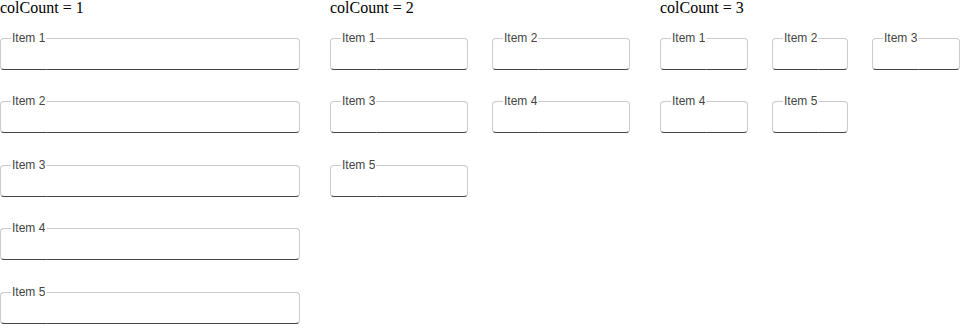 colCount = 1
Item 1
Item 2
Item 3
Item 4
Item 5
colCount = 2
Item 1 Item 2
Item 3 Item 4
Item 5
colCount = 3
Item 1 Item 2 Item 3
Item 4 Item 5